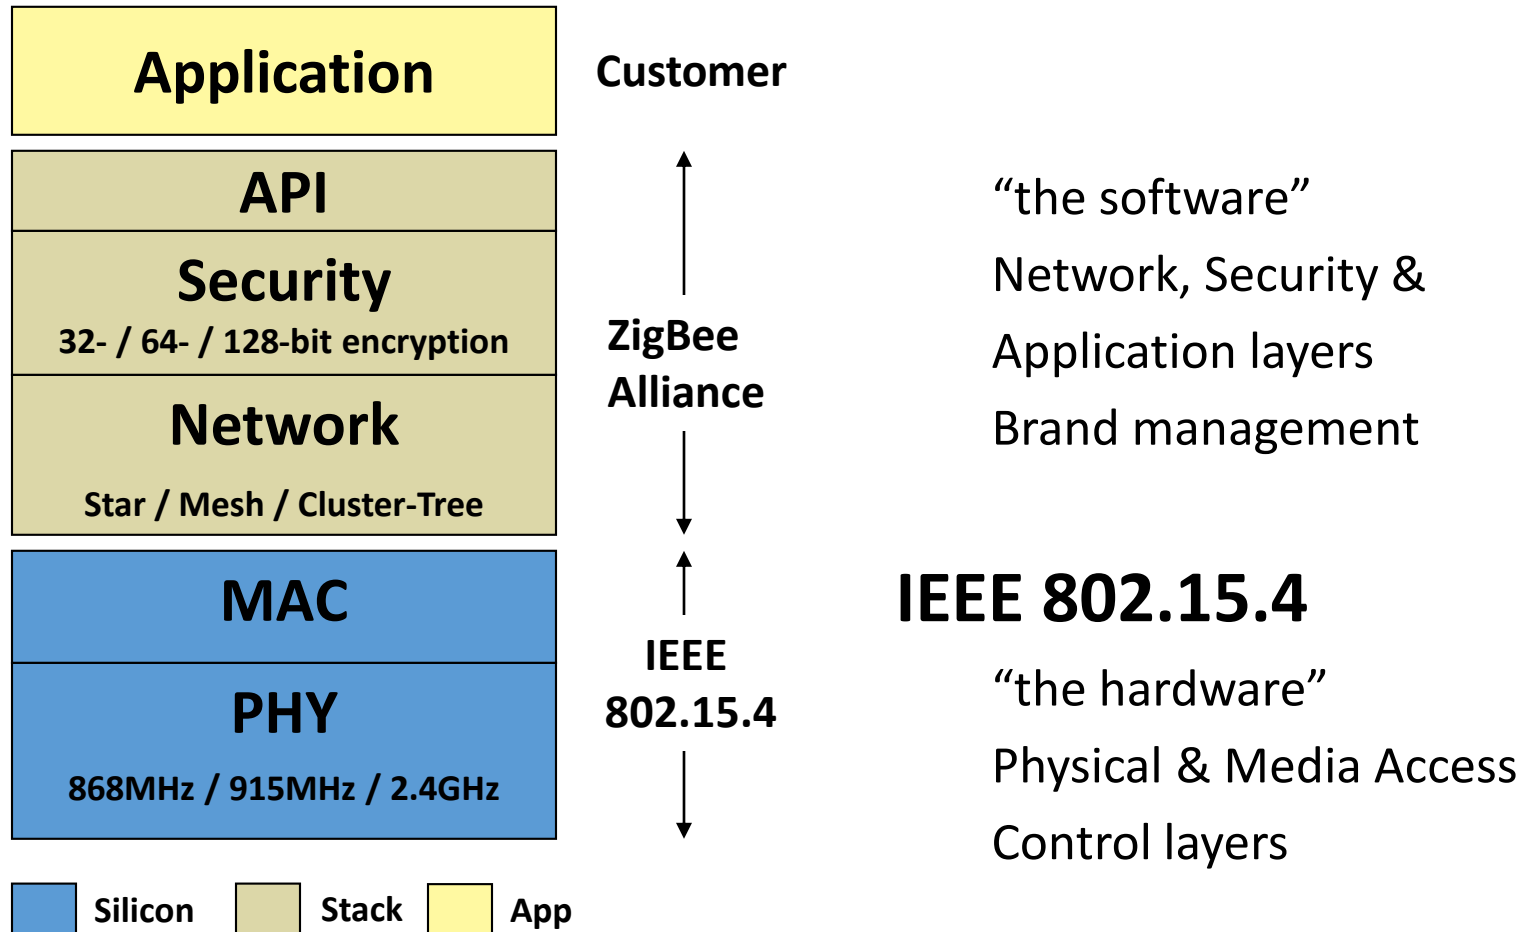 Application
Customer
API
Security
32- / 64- / 128-bit encryption
Network
Star / Mesh / Cluster-Tree
ZigBee
Alliance
“the software”
Network, Security &
Application layers
Brand management
MAC
PHY
868MHz / 915MHz / 2.4GHz
IEEE
802.15.4
IEEE 802.15.4
“the hardware”
Physical & Media Access
Control layers
Silicon
Stack
App